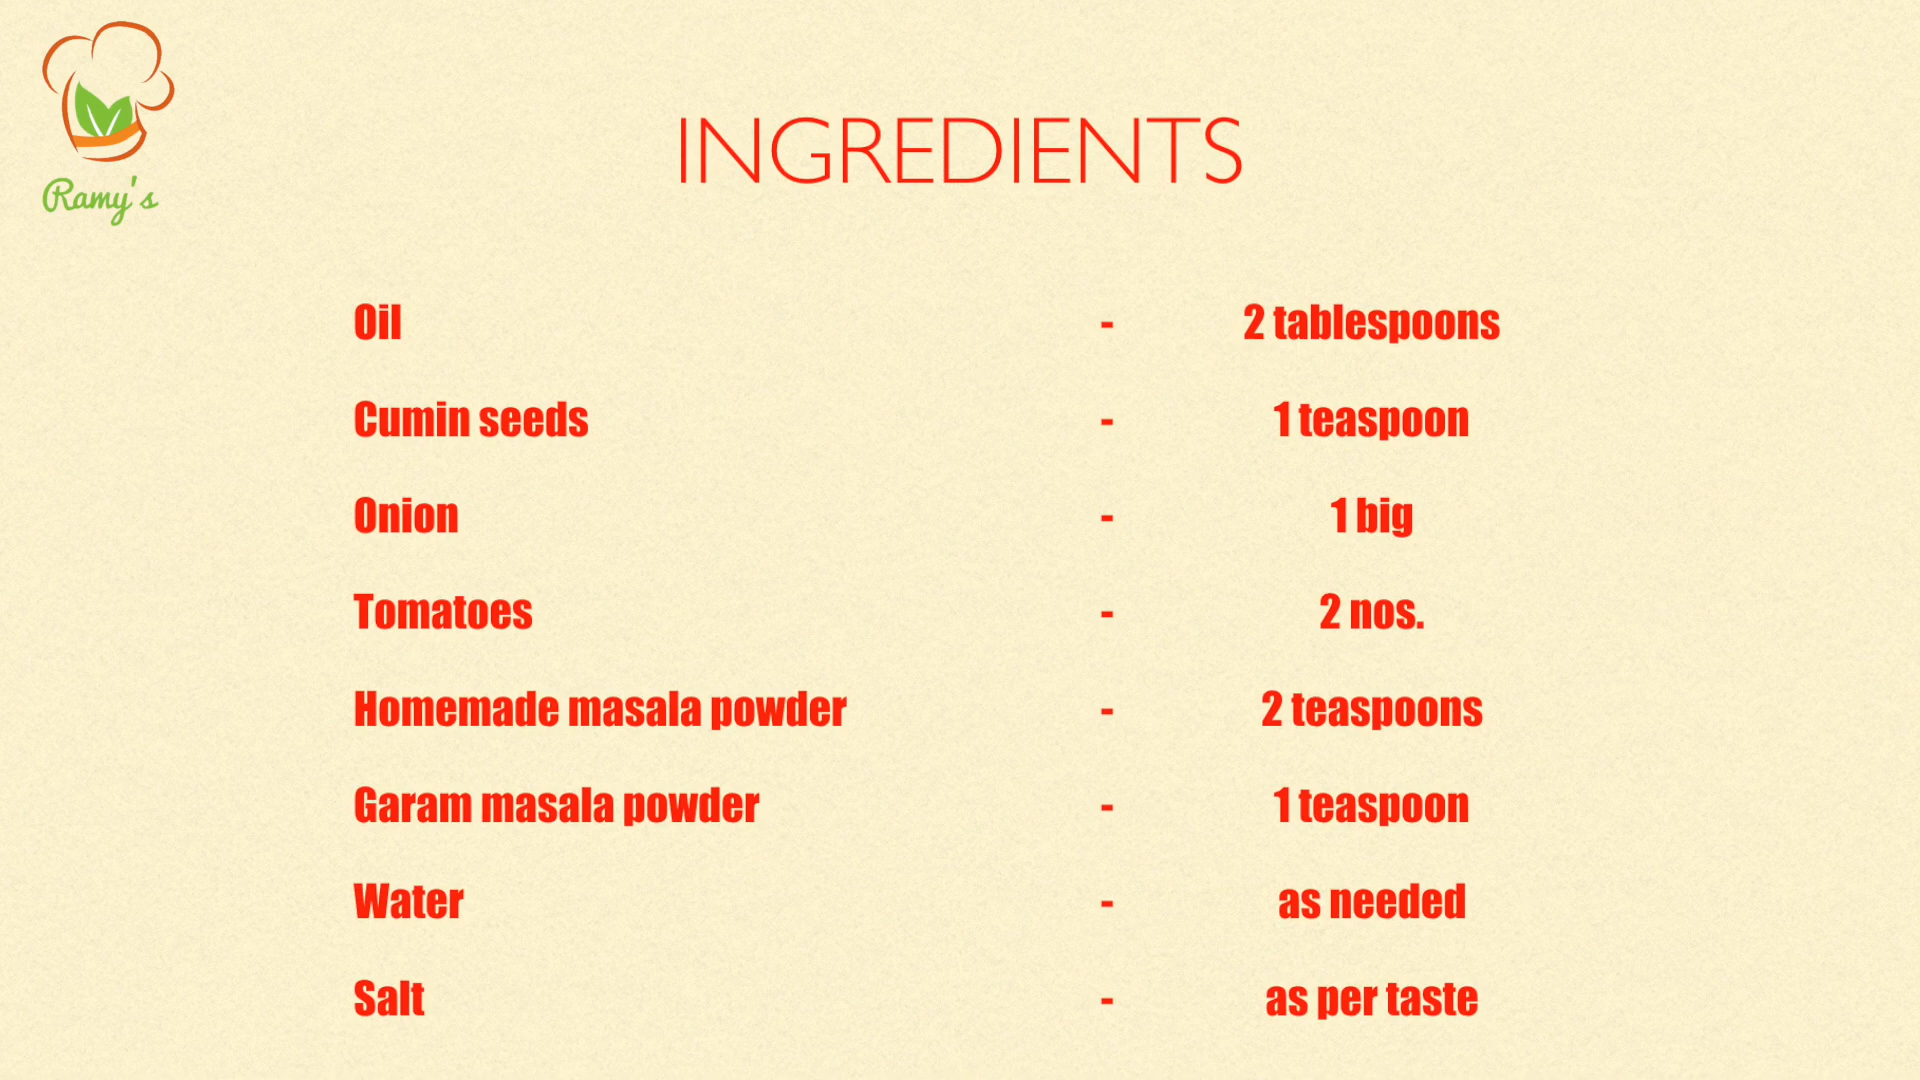 Ramy's
INGREDIENTS
Oil - 2 tablespoons
Cumin seeds - 1 teaspoon
Onion - 1 big
Tomatoes - 2 nos.
Homemade masala powder - 2 teaspoons
Garam masala powder - 1 teaspoon
Water - as needed
Salt - as per taste